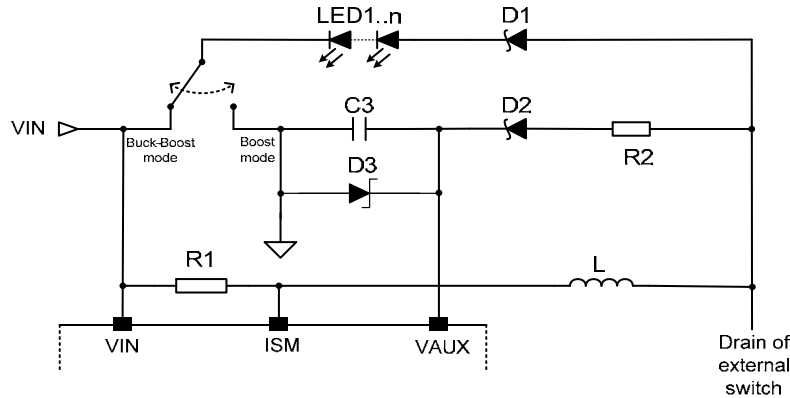 LED1..n
D1
VIN
Buck-Boost
mode
Boost
mode
C3
D2
D3
R2
R1
L
VIN
ISM
VAUX
Drain of
external
switch